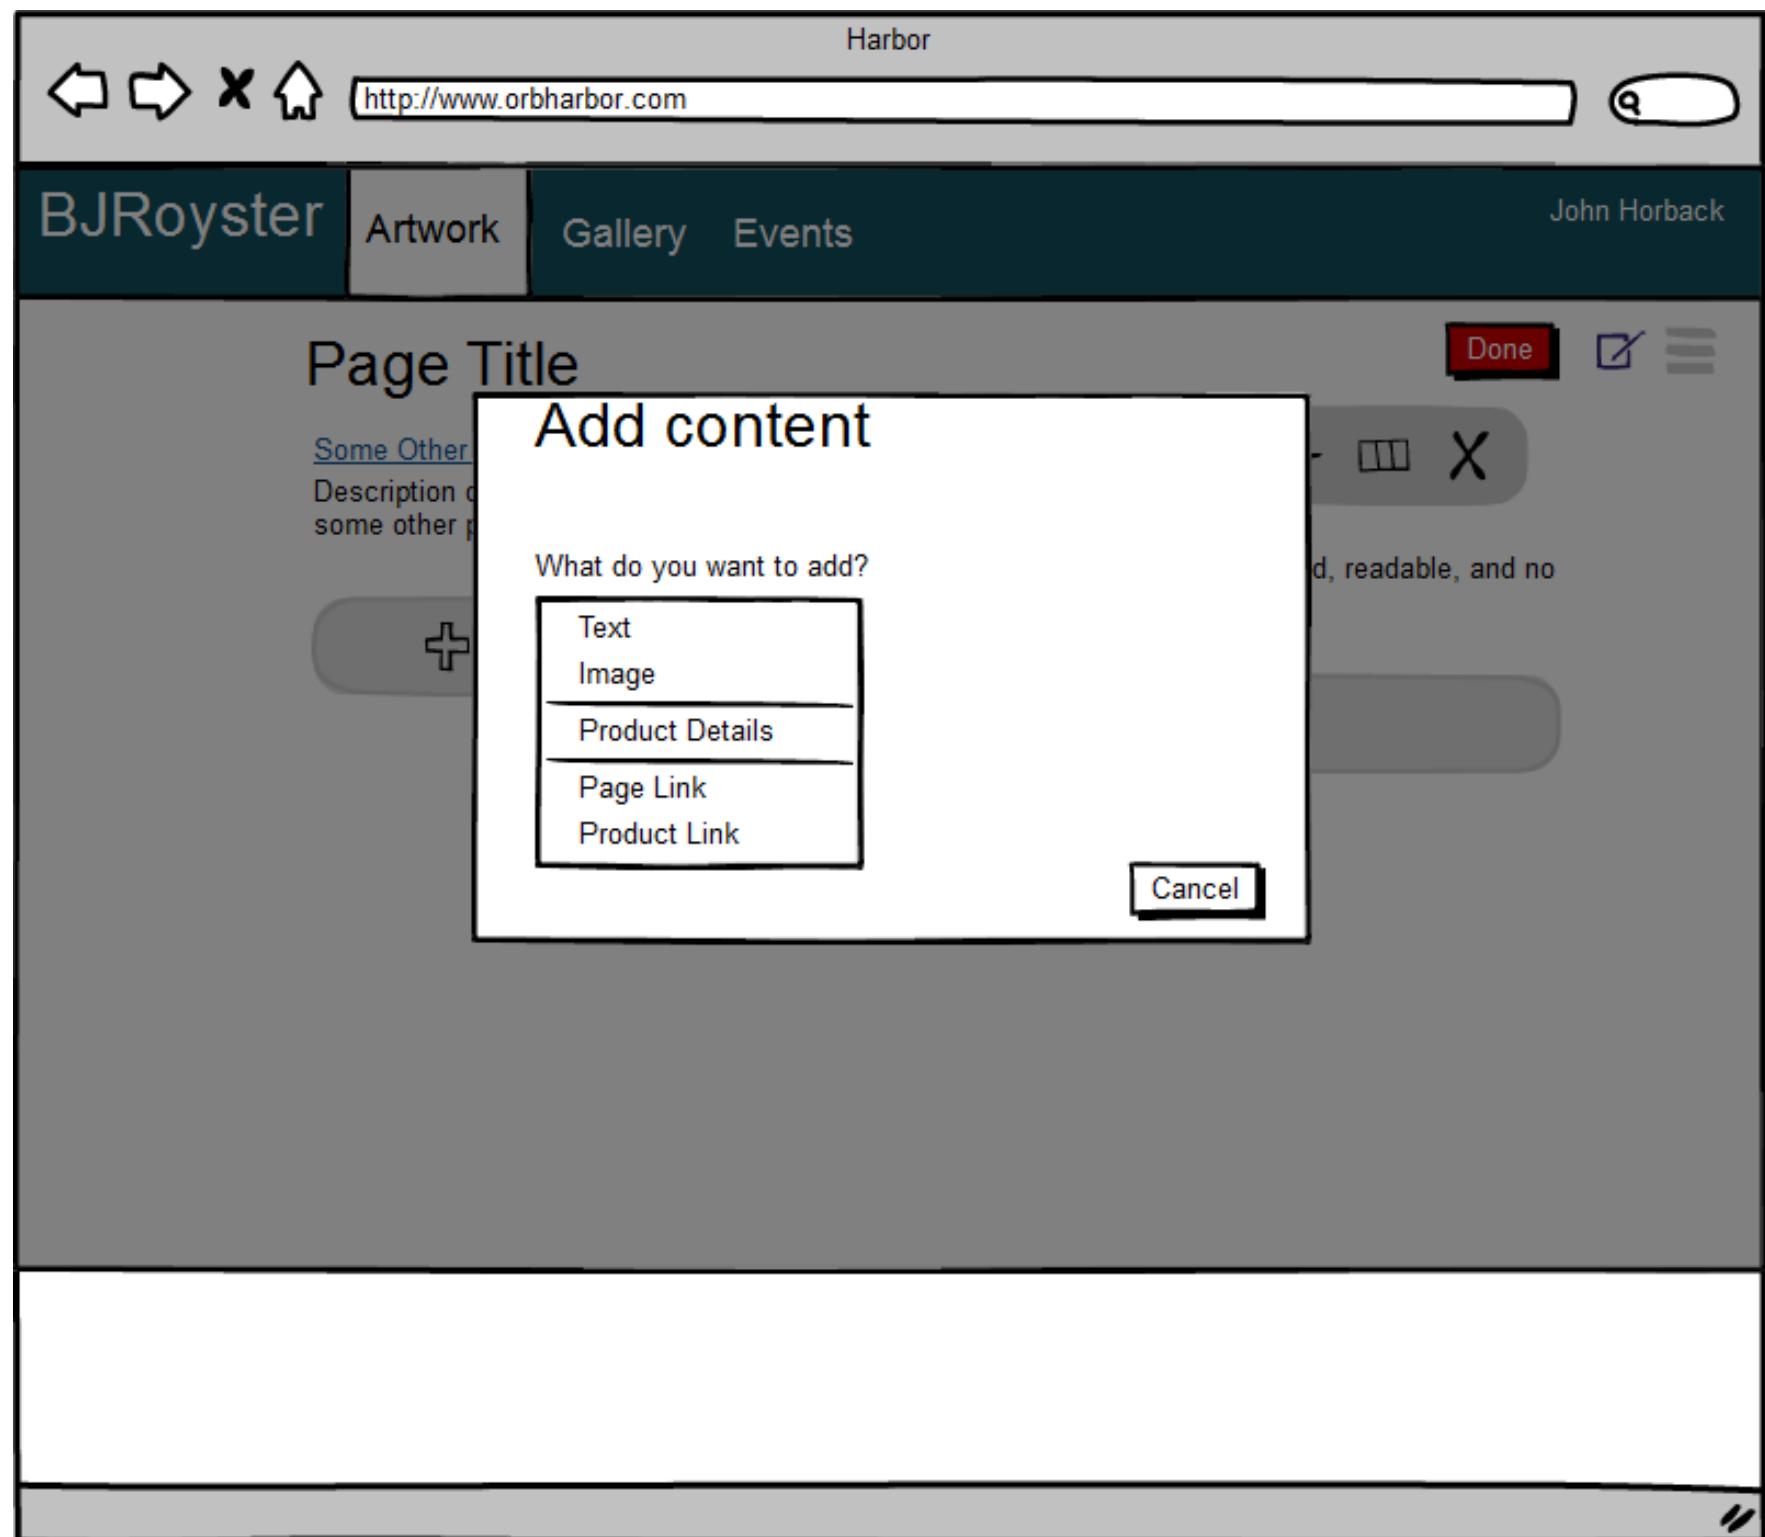 Harbor
http://www.orbharbor.com
BJRoyster
Artwork
Gallery
Events
John Horback
Page Title
Done
Add content
Some Other
Description
some other
What do you want to add?
readable, and no
Text
Image
Product Details
Page Link
Product Link
Cancel